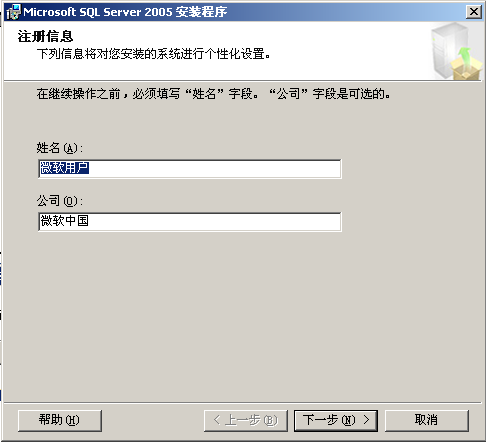 Microsoft SQL Server 2005 安装程序
注册信息
下列信息将对您安装的系统进行个性化设置。
在继续操作之前，必须填写“姓名”字段。“公司”字段是可选的。
姓名(A):
微软用户
公司(O):
微软中国
帮助(H)
< 上一步(B)
下一步(N) >
取消